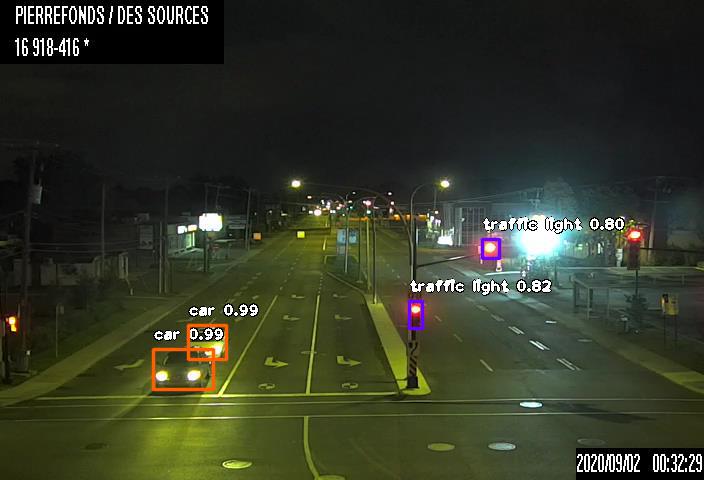 PIERREFONDS / DES SOURCES
16 918-416 *
traffic light 0.80
traffic light 0.82
car 0.99
car 0.99
2020/09/02 00:32:29